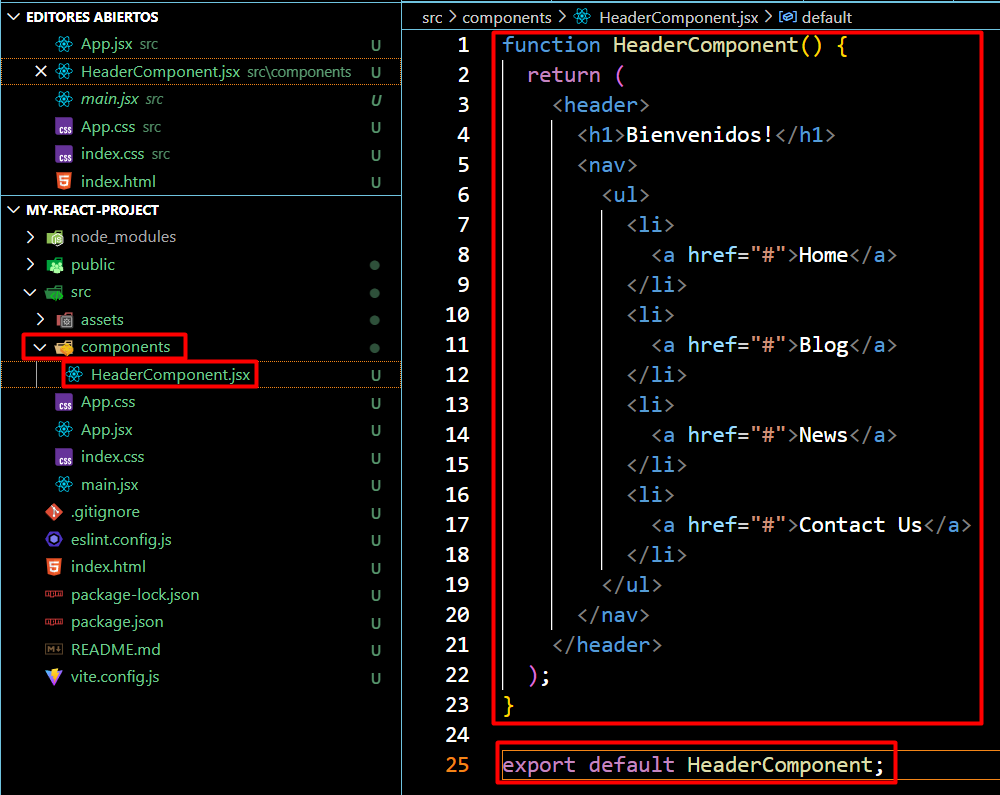 EDITORES ABIERTOS
App.jsx src U
HeaderComponent.jsx src\components U
main.jsx src U
App.css src U
index.css src U
index.html U
MY-REACT-PROJECT
node_modules
public
src
assets
components
HeaderComponent.jsx U
App.css U
App.jsx U
index.css U
main.jsx U
.gitignore U
eslint.config.js U
index.html U
package-lock.json U
package.json U
README.md U
vite.config.js U
src > components > HeaderComponent.jsx > default
1 function HeaderComponent() {
2 return (
3 <header>
4 <h1>Bienvenidos!</h1>
5 <nav>
6 <ul>
7 <li>
8 <a href="#">Home</a>
9 </li>
10 <li>
11 <a href="#">Blog</a>
12 </li>
13 <li>
14 <a href="#">News</a>
15 </li>
16 <li>
17 <a href="#">Contact Us</a>
18 </li>
19 </ul>
20 </nav>
21 </header>
22 );
23 }
24
25 export default HeaderComponent;